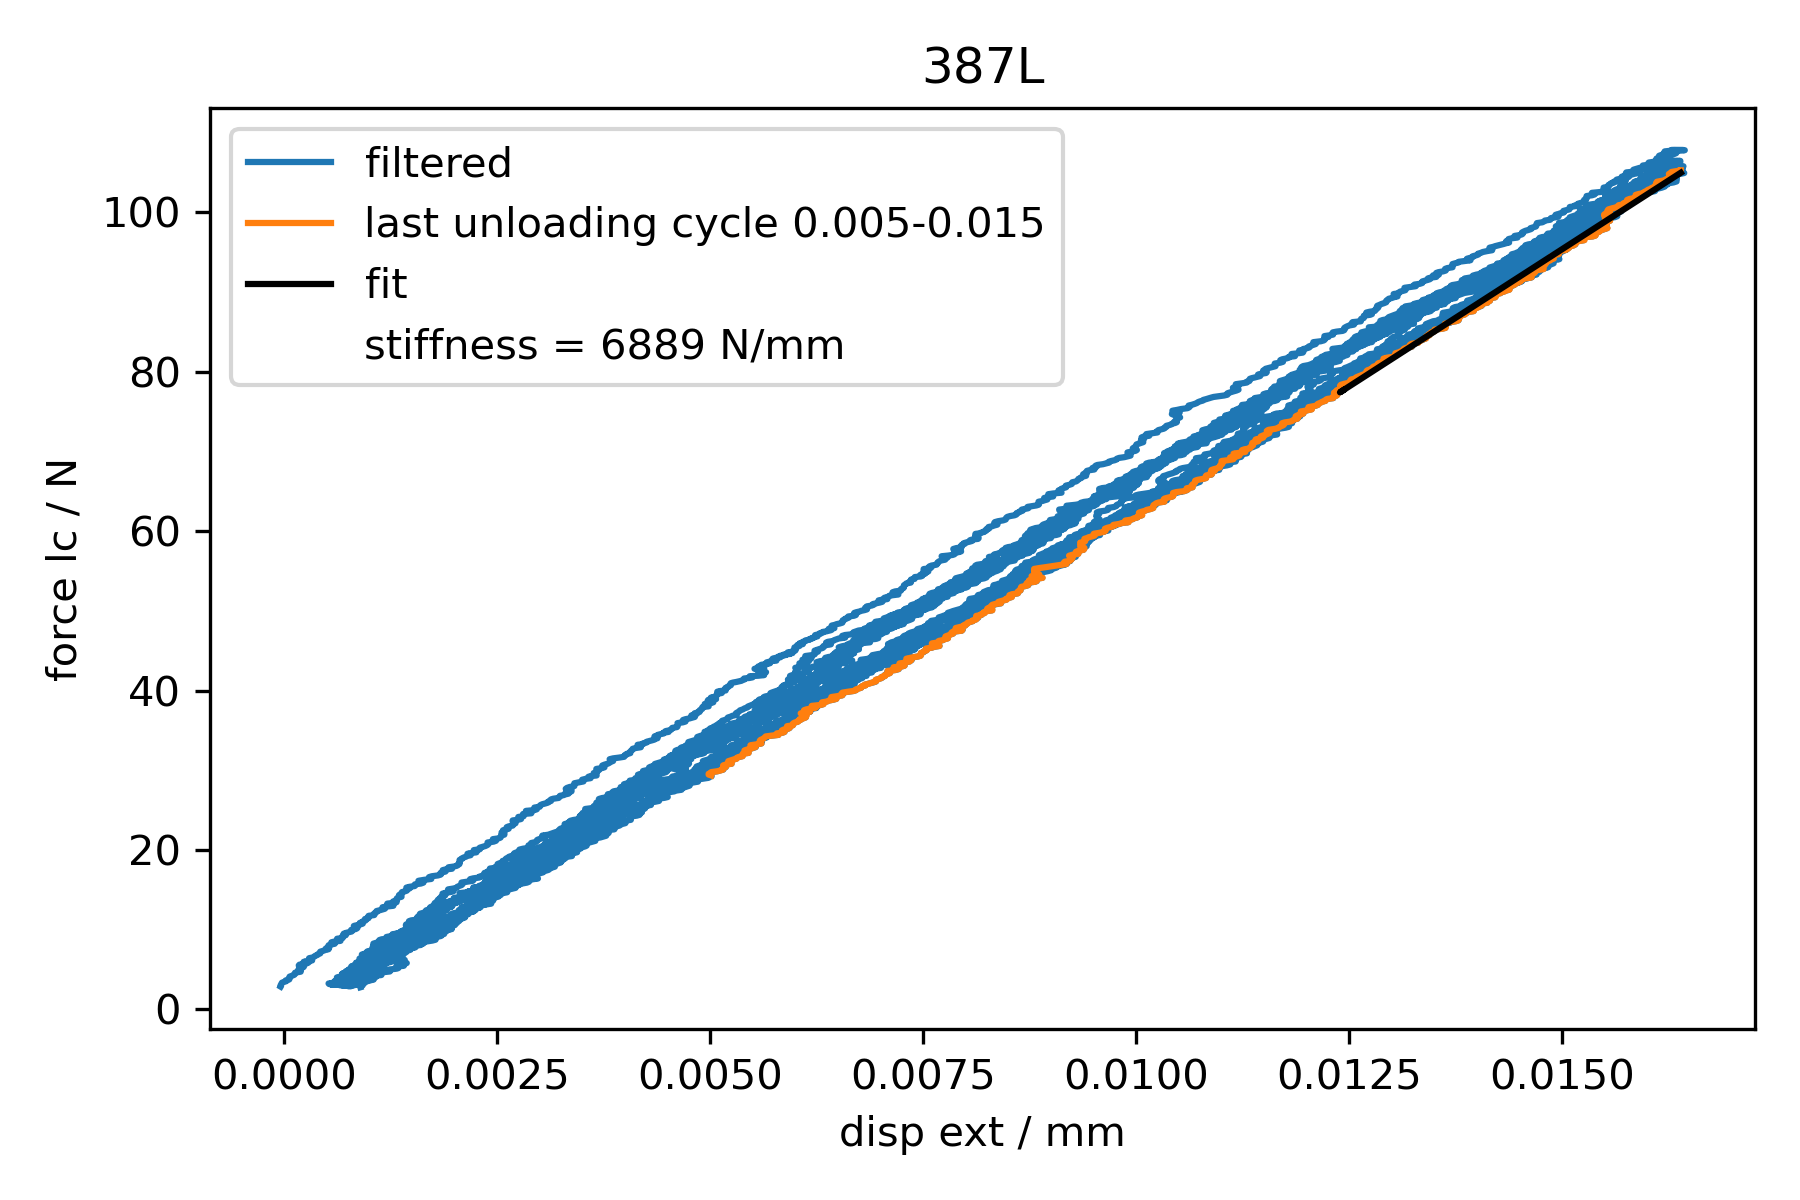 387L
filtered
last unloading cycle 0.005-0.015
fit
stiffness = 6889 N/mm
force lc / N
100
80
60
40
20
0
0.0000 0.0025 0.0050 0.0075 0.0100 0.0125 0.0150
disp ext / mm